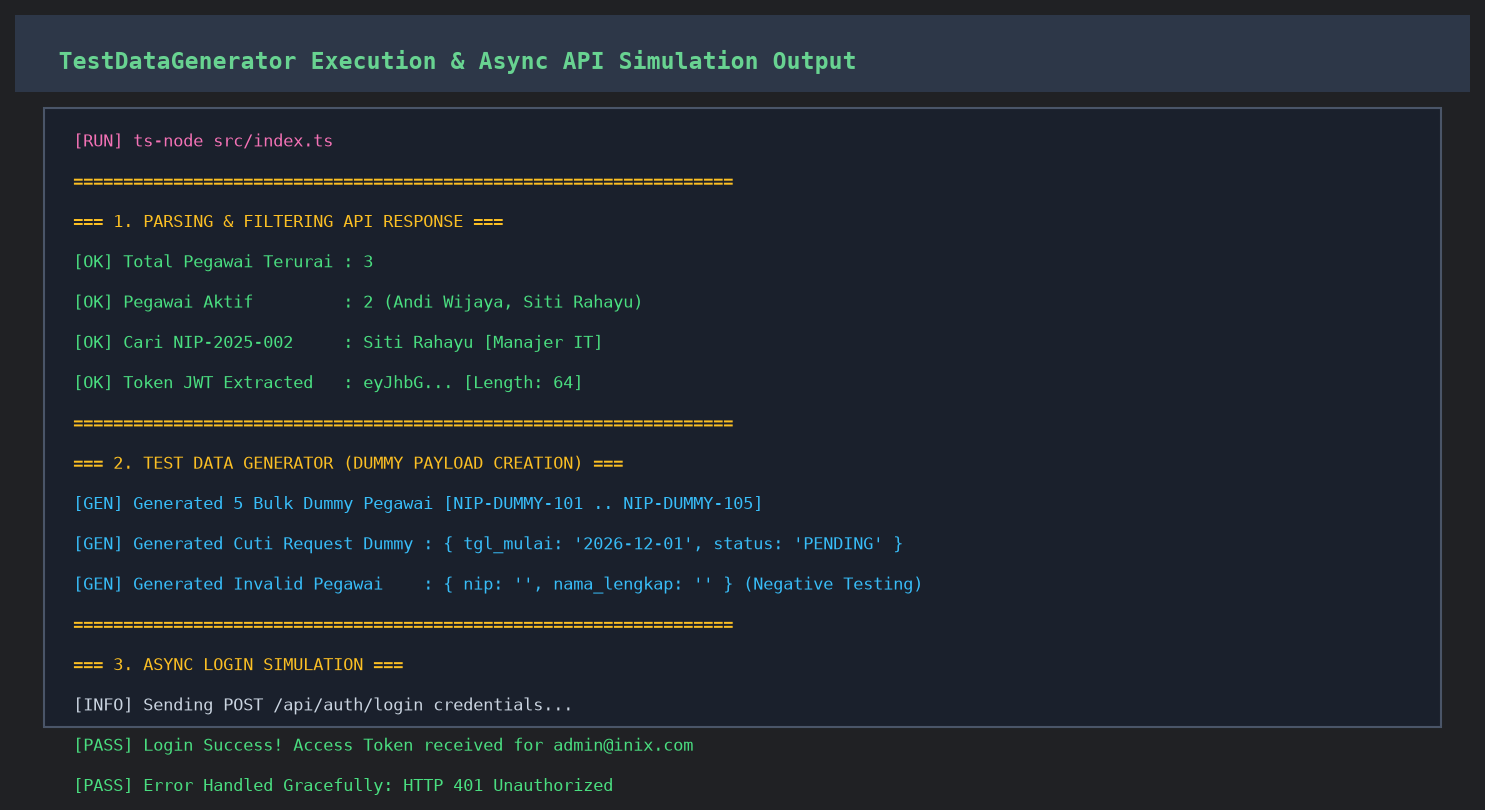 TestDataGenerator Execution & Async API Simulation Output
[RUN] ts-node src/index.ts
==================================================================
=== 1. PARSING & FILTERING API RESPONSE ===
[OK] Total Pegawai Terurai : 3
[OK] Pegawai Aktif         : 2 (Andi Wijaya, Siti Rahayu)
[OK] Cari NIP-2025-002     : Siti Rahayu [Manajer IT]
[OK] Token JWT Extracted   : eyJhbG... [Length: 64]
==================================================================
=== 2. TEST DATA GENERATOR (DUMMY PAYLOAD CREATION) ===
[GEN] Generated 5 Bulk Dummy Pegawai [NIP-DUMMY-101 .. NIP-DUMMY-105]
[GEN] Generated Cuti Request Dummy : { tgl_mulai: '2026-12-01', status: 'PENDING' }
[GEN] Generated Invalid Pegawai    : { nip: '', nama_lengkap: '' } (Negative Testing)
==================================================================
=== 3. ASYNC LOGIN SIMULATION ===
[INFO] Sending POST /api/auth/login credentials...
[PASS] Login Success! Access Token received for admin@inix.com
[PASS] Error Handled Gracefully: HTTP 401 Unauthorized